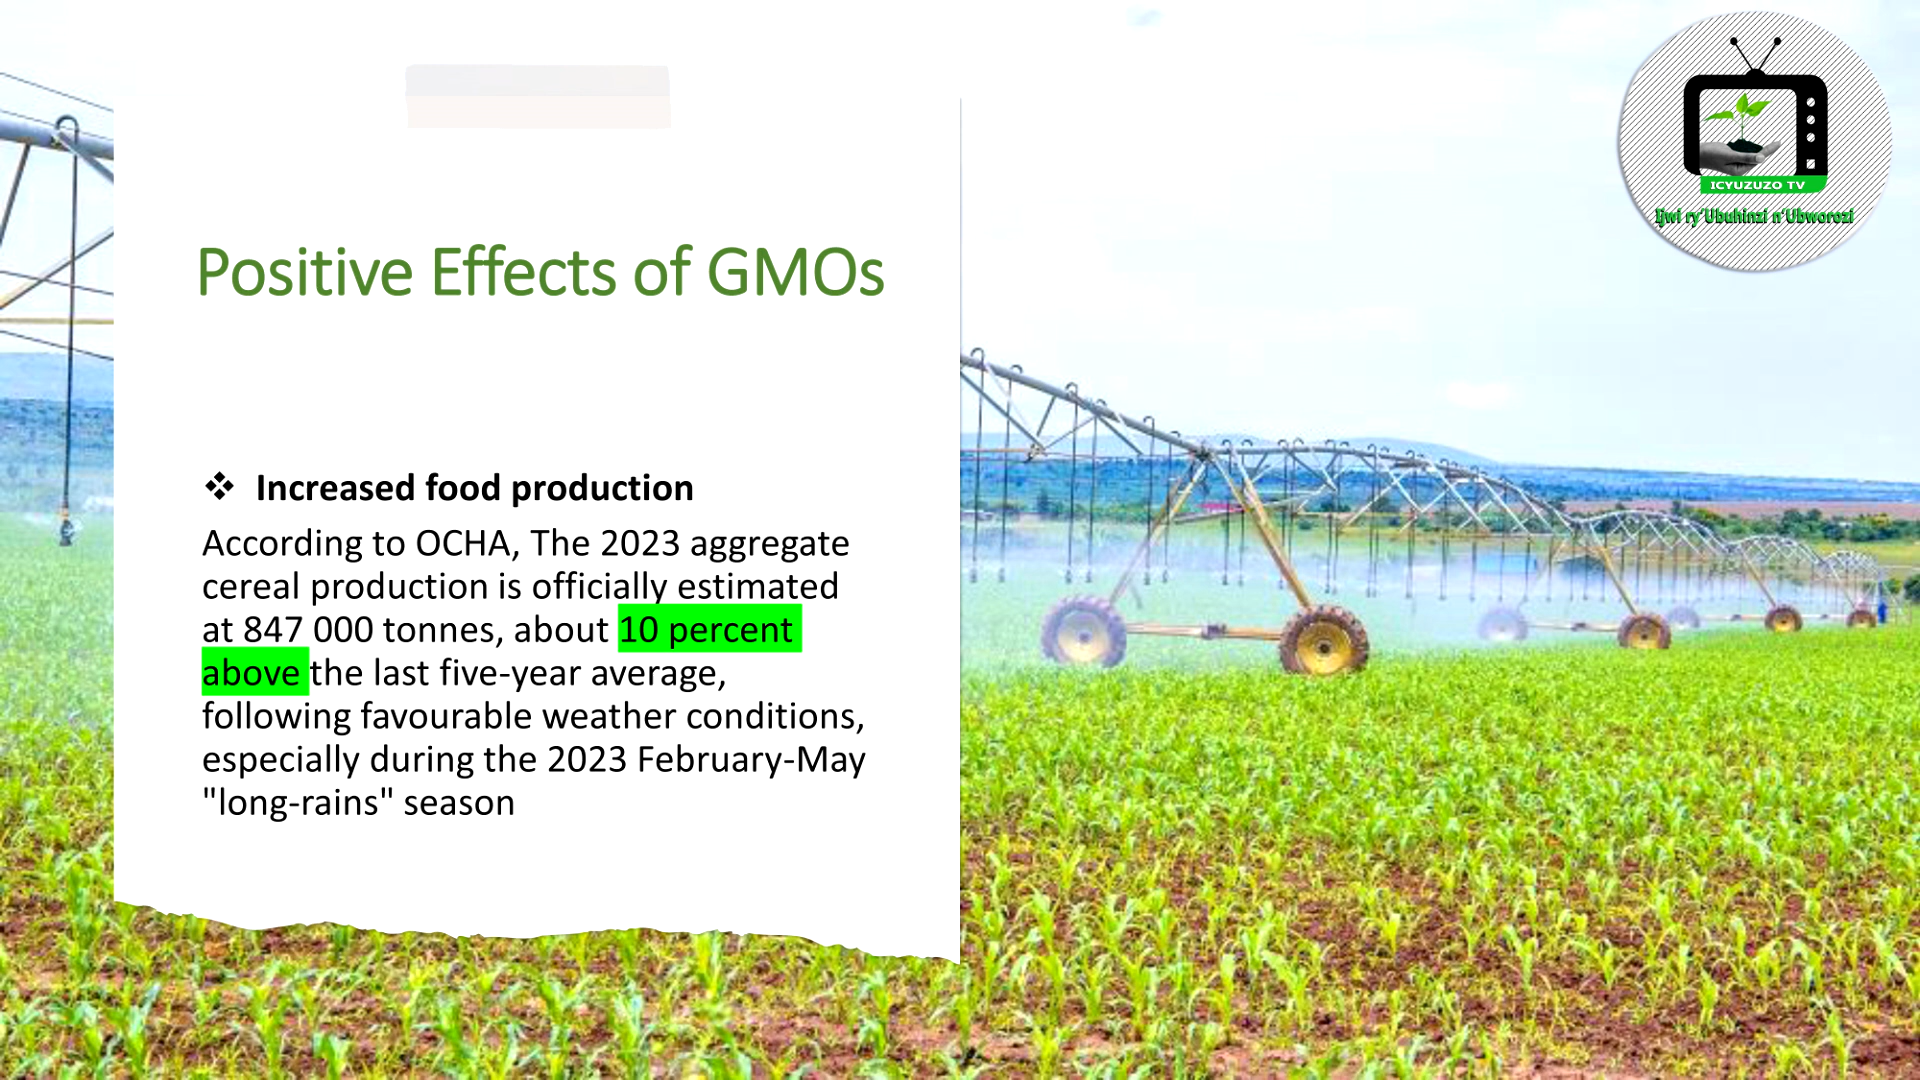 ICYUZUZO TV
Ijwi ry'Ubuhinzi n'Ubworozi
Positive Effects of GMOs
❖ Increased food production
According to OCHA, The 2023 aggregate
cereal production is officially estimated
at 847 000 tonnes, about 10 percent
above the last five-year average,
following favourable weather conditions,
especially during the 2023 February-May
"long-rains" season